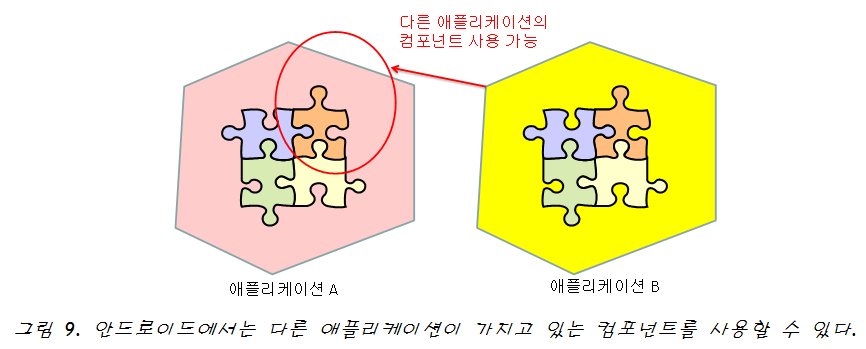 다른 애플리케이션의
컴포넌트 사용 가능
애플리케이션 A
애플리케이션 B
그림 9. 안드로이드에서는 다른 애플리케이션이 가지고 있는 컴포넌트를 사용할 수 있다.